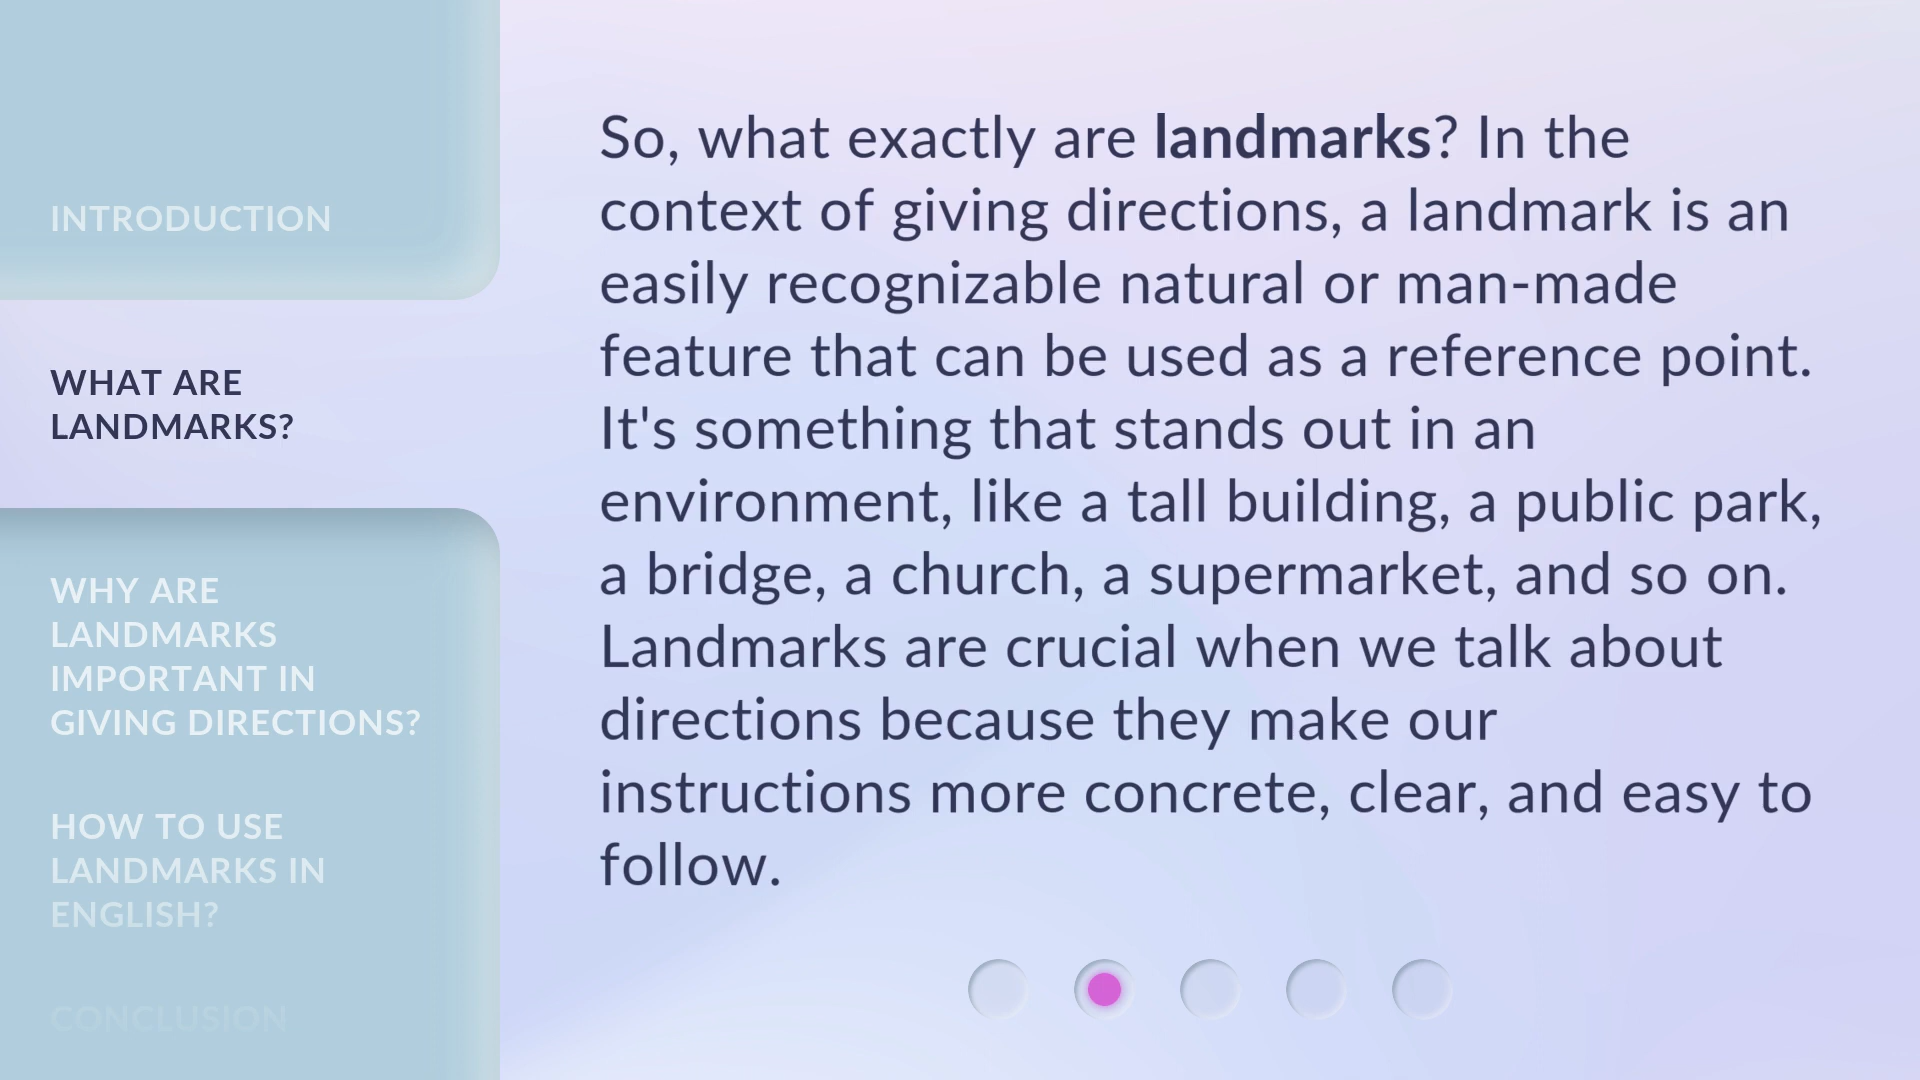 INTRODUCTION
WHAT ARE
LANDMARKS?
WHY ARE
LANDMARKS
IMPORTANT IN
GIVING DIRECTIONS?
HOW TO USE
LANDMARKS IN
ENGLISH?
CONCLUSION
So, what exactly are landmarks? In the
context of giving directions, a landmark is an
easily recognizable natural or man-made
feature that can be used as a reference point.
It's something that stands out in an
environment, like a tall building, a public park,
a bridge, a church, a supermarket, and so on.
Landmarks are crucial when we talk about
directions because they make our
instructions more concrete, clear, and easy to
follow.